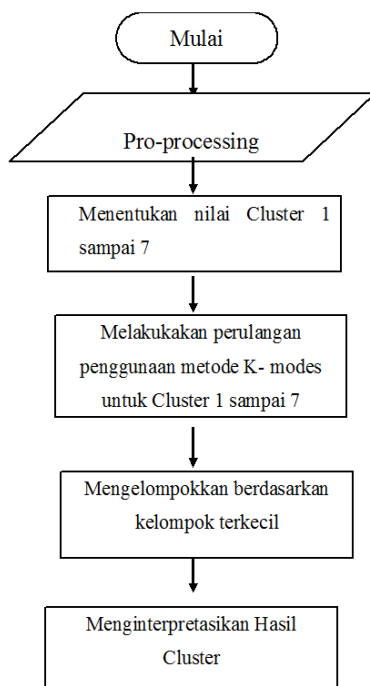 Mulai
Pro-processing
Menentukan nilai Cluster 1
sampai 7
Melakukakan perulangan
penggunaan metode K- modes
untuk Cluster 1 sampai 7
Mengelompokkan berdasarkan
kelompok terkecil
Menginterpretasikan Hasil
Cluster